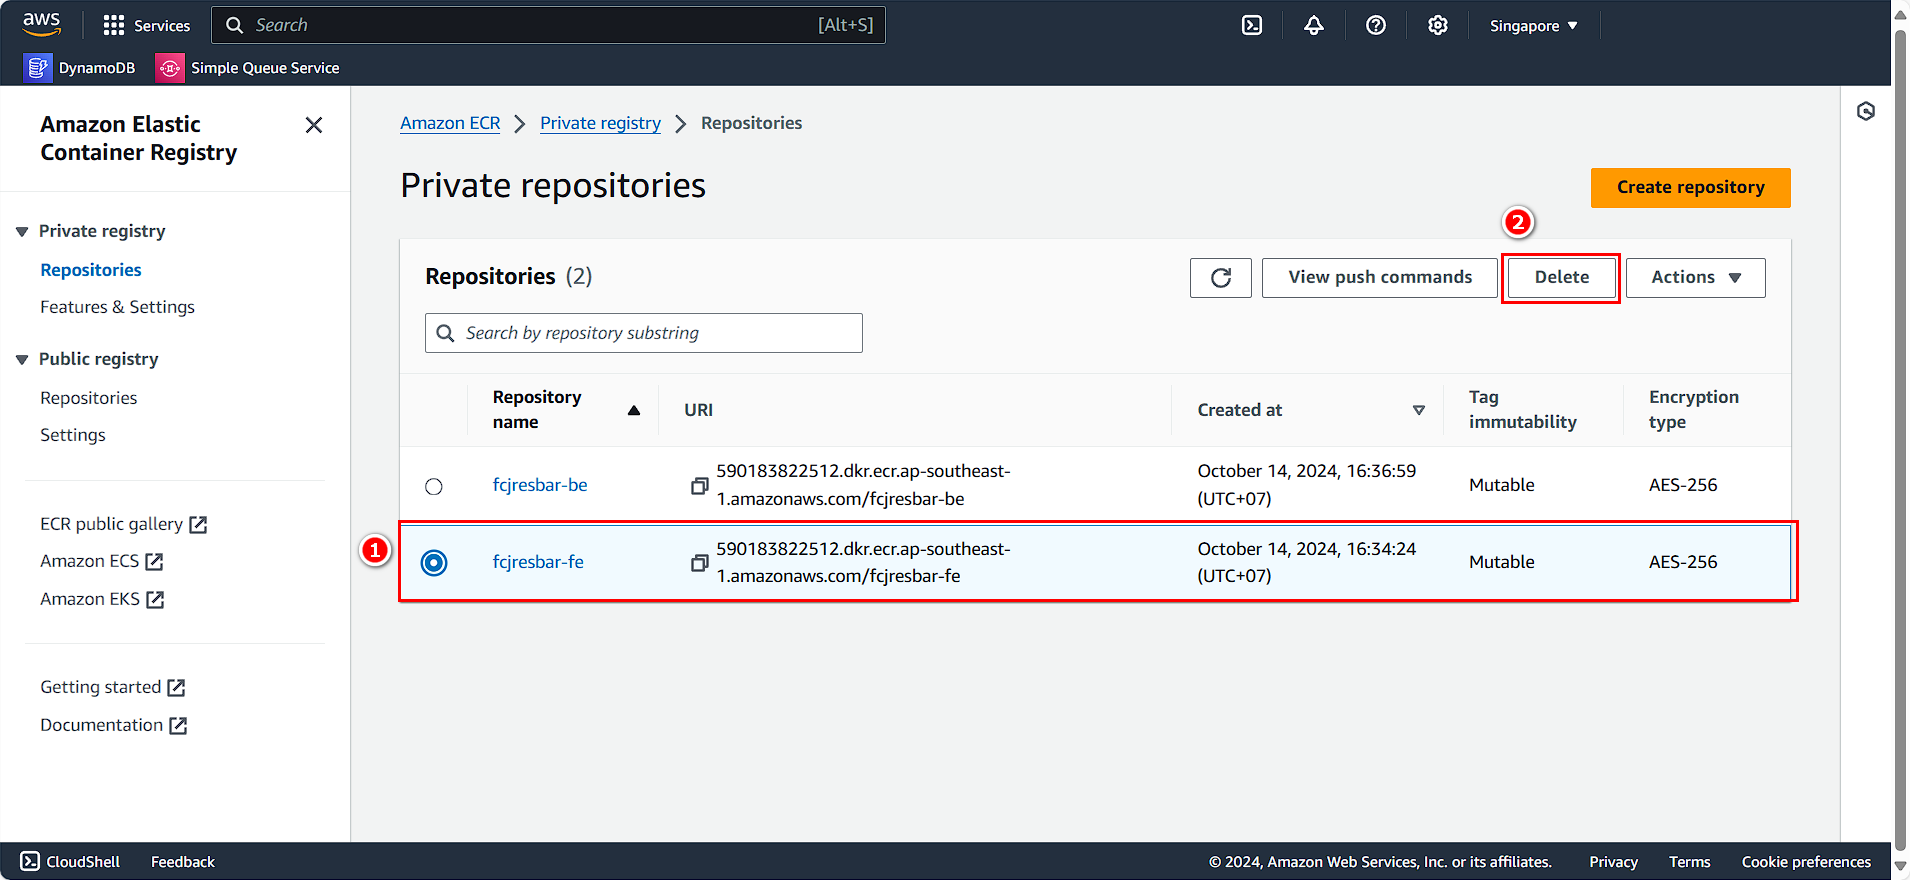 aws
Services
Search
[Alt+S]
Singapore
DynamoDB
Simple Queue Service
Amazon Elastic
Container Registry
Private registry
Repositories
Features & Settings
Public registry
Repositories
Settings
ECR public gallery
Amazon ECS
Amazon EKS
Getting started
Documentation
Amazon ECR
Private registry
Repositories
Private repositories
Create repository
2
Repositories (2)
View push commands
Delete
Actions
Search by repository substring
Repository
name
URI
Created at
Tag
immutability
Encryption
type
fcjresbar-be
590183822512.dkr.ecr.ap-southeast-
1.amazonaws.com/fcjresbar-be
October 14, 2024, 16:36:59
(UTC+07)
Mutable
AES-256
1
fcjresbar-fe
590183822512.dkr.ecr.ap-southeast-
1.amazonaws.com/fcjresbar-fe
October 14, 2024, 16:34:24
(UTC+07)
Mutable
AES-256
CloudShell
Feedback
© 2024, Amazon Web Services, Inc. or its affiliates.
Privacy
Terms
Cookie preferences